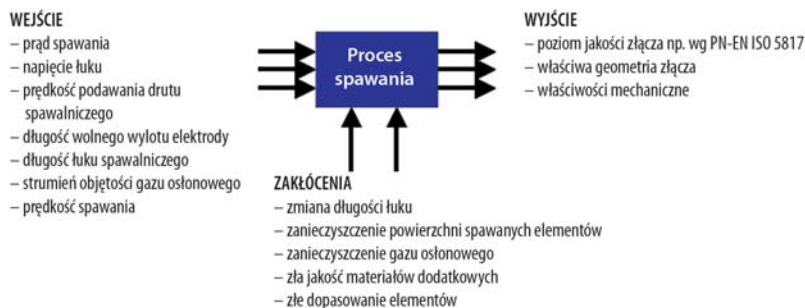 WEJŚCIE
– prąd spawania
– napięcie łuku
– prędkość podawania drutu
spawalniczego
– długość wolnego wylotu elektrody
– długość łuku spawalniczego
– strumień objętości gazu osłonowego
– prędkość spawania
Proces
spawania
WYJŚCIE
– poziom jakości złącza np. wg PN-EN ISO 5817
– właściwa geometria złącza
– właściwości mechaniczne
ZAKŁÓCENIA
– zmiana długości łuku
– zanieczyszczenie powierzchni spawanych elementów
– zanieczyszczenie gazu osłonowego
– zła jakość materiałów dodatkowych
– złe dopasowanie elementów